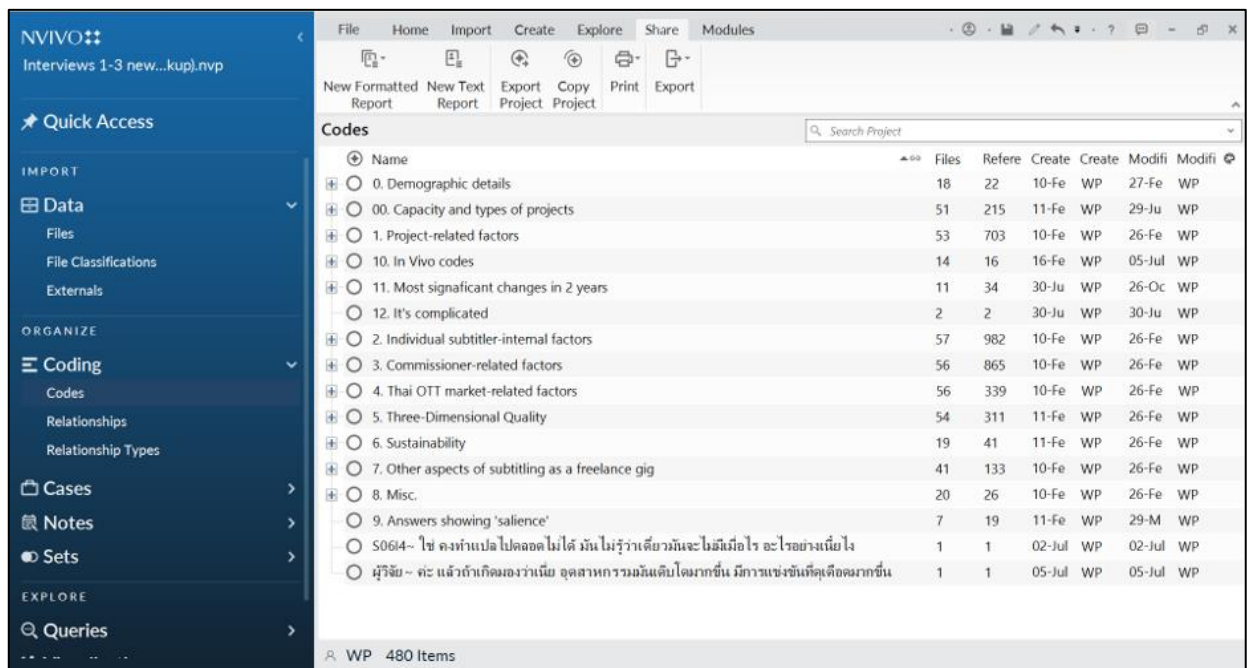 NVIVO
Interviews 1-3 new...kup).nvp
Quick Access
IMPORT
Data
Files
File Classifications
Externals
ORGANIZE
Coding
Codes
Relationships
Relationship Types
Cases
Notes
Sets
EXPLORE
Queries
File Home Import Create Explore Share Modules
New Formatted Report
New Text Report
Export Project
Copy Project
Print
Export
Codes
Search Project
Name Files Refere Create Create Modifi Modifi
0. Demographic details 18 22 10-Fe WP 27-Fe WP
00. Capacity and types of projects 51 215 11-Fe WP 29-Ju WP
1. Project-related factors 53 703 10-Fe WP 26-Fe WP
10. In Vivo codes 14 16 16-Fe WP 05-Jul WP
11. Most signaficant changes in 2 years 11 34 30-Ju WP 26-Oc WP
12. It's complicated 2 2 30-Ju WP 30-Ju WP
2. Individual subtitler-internal factors 57 982 10-Fe WP 26-Fe WP
3. Commissioner-related factors 56 865 10-Fe WP 26-Fe WP
4. Thai OTT market-related factors 56 339 10-Fe WP 26-Fe WP
5. Three-Dimensional Quality 54 311 11-Fe WP 26-Fe WP
6. Sustainability 19 41 11-Fe WP 26-Fe WP
7. Other aspects of subtitling as a freelance gig 41 133 10-Fe WP 26-Fe WP
8. Misc. 20 26 10-Fe WP 26-Fe WP
9. Answers showing 'salience' 7 19 11-Fe WP 29-M WP
S06I4~ ใช่ คงทำแปลไปตลอดไม่ได้ มันไม่รู้ว่าเดี๋ยวมันจะไม่มีเมื่อไร อะไรอย่างเนี่ยไง 1 1 02-Jul WP 02-Jul WP
ผู้วิจัย~ ค่ะ แล้วถ้าเกิดมองว่าเนี่ย อุตสาหกรรมมันเติบโตมากขึ้น มีการแข่งขันที่ดุเดือดมากขึ้น 1 1 05-Jul WP 05-Jul WP
WP 480 Items